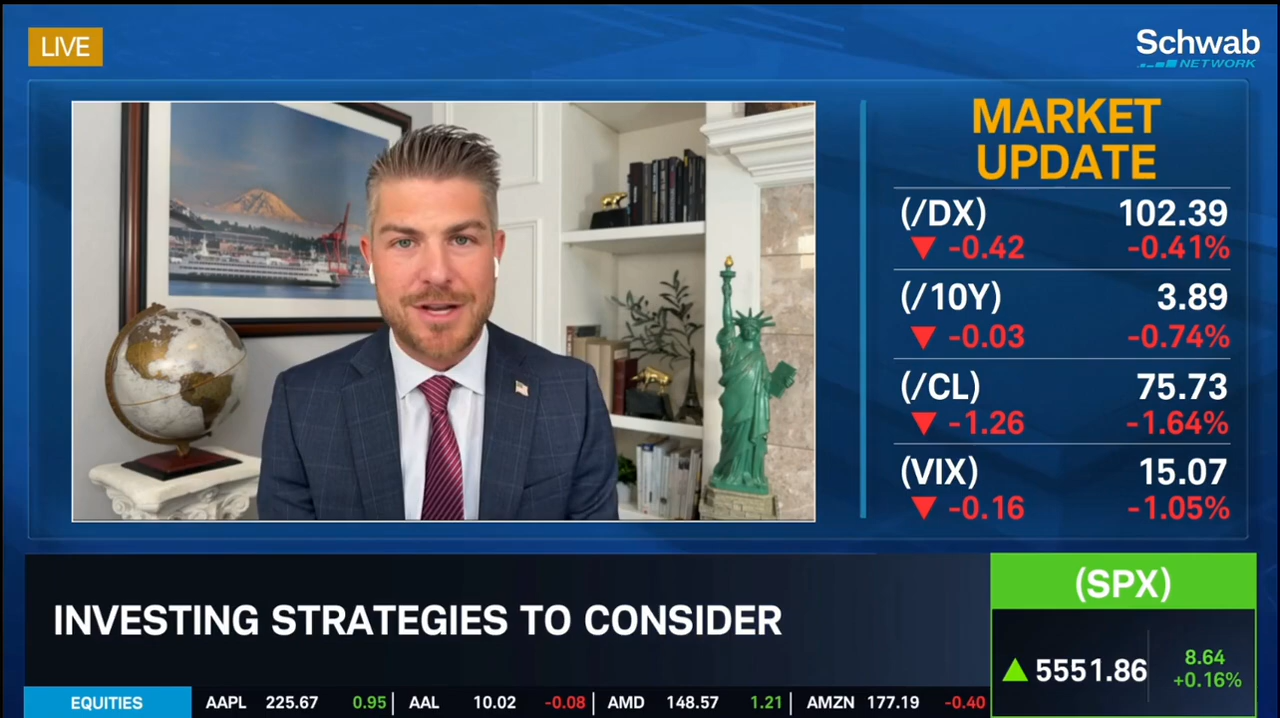 LIVE
Schwab
NETWORK
MARKET
UPDATE
(/DX) 102.39
▼ -0.42 -0.41%
(/10Y) 3.89
▼ -0.03 -0.74%
(/CL) 75.73
▼ -1.26 -1.64%
(VIX) 15.07
▼ -0.16 -1.05%
INVESTING STRATEGIES TO CONSIDER
(SPX)
▲ 5551.86 8.64
+0.16%
EQUITIES AAPL 225.67 0.95 AAL 10.02 -0.08 AMD 148.57 1.21 AMZN 177.19 -0.40